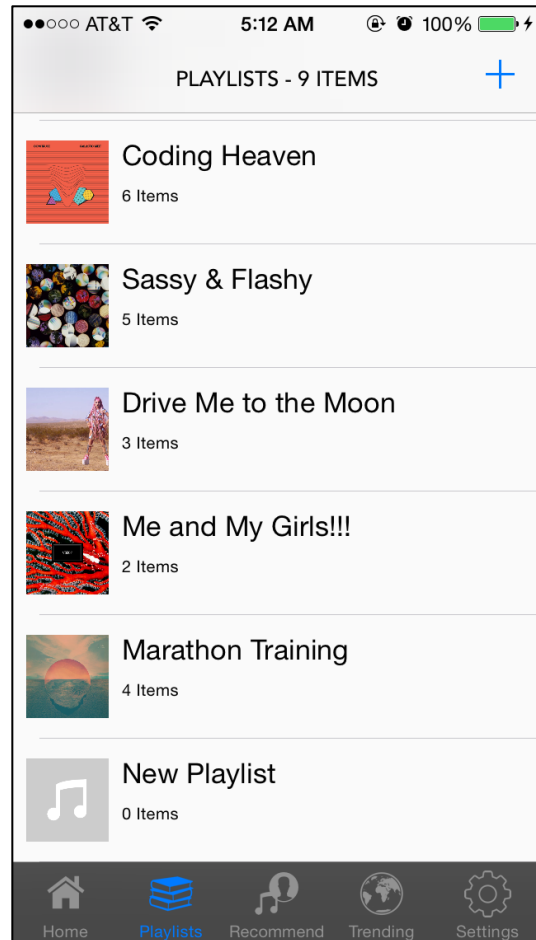 AT&T 5:12 AM 100%
PLAYLISTS - 9 ITEMS
Coding Heaven
6 Items
Sassy & Flashy
5 Items
Drive Me to the Moon
3 Items
Me and My Girls!!!
2 Items
Marathon Training
4 Items
New Playlist
0 Items
Home Playlists Recommend Trending Settings